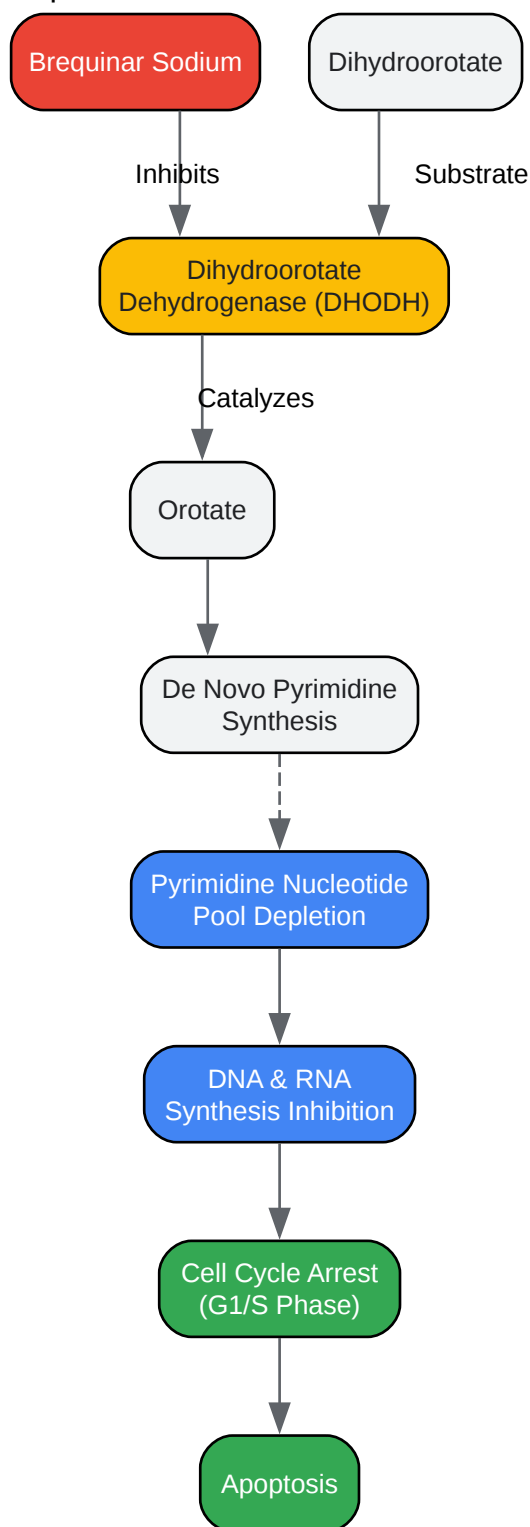 Brequinar Sodium
Dihydroorotate
Inhibits
Substrate
Dihydroorotate
Dehydrogenase (DHODH)
Catalyzes
Orotate
De Novo Pyrimidine
Synthesis
Pyrimidine Nucleotide
Pool Depletion
DNA & RNA
Synthesis Inhibition
Cell Cycle Arrest
(G1/S Phase)
Apoptosis